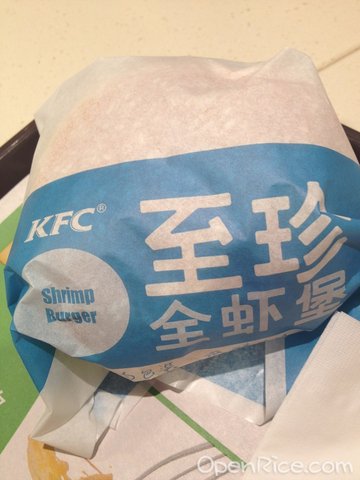 KFC®
至珍
全虾堡
Shrimp
Burger
OpenRice.com